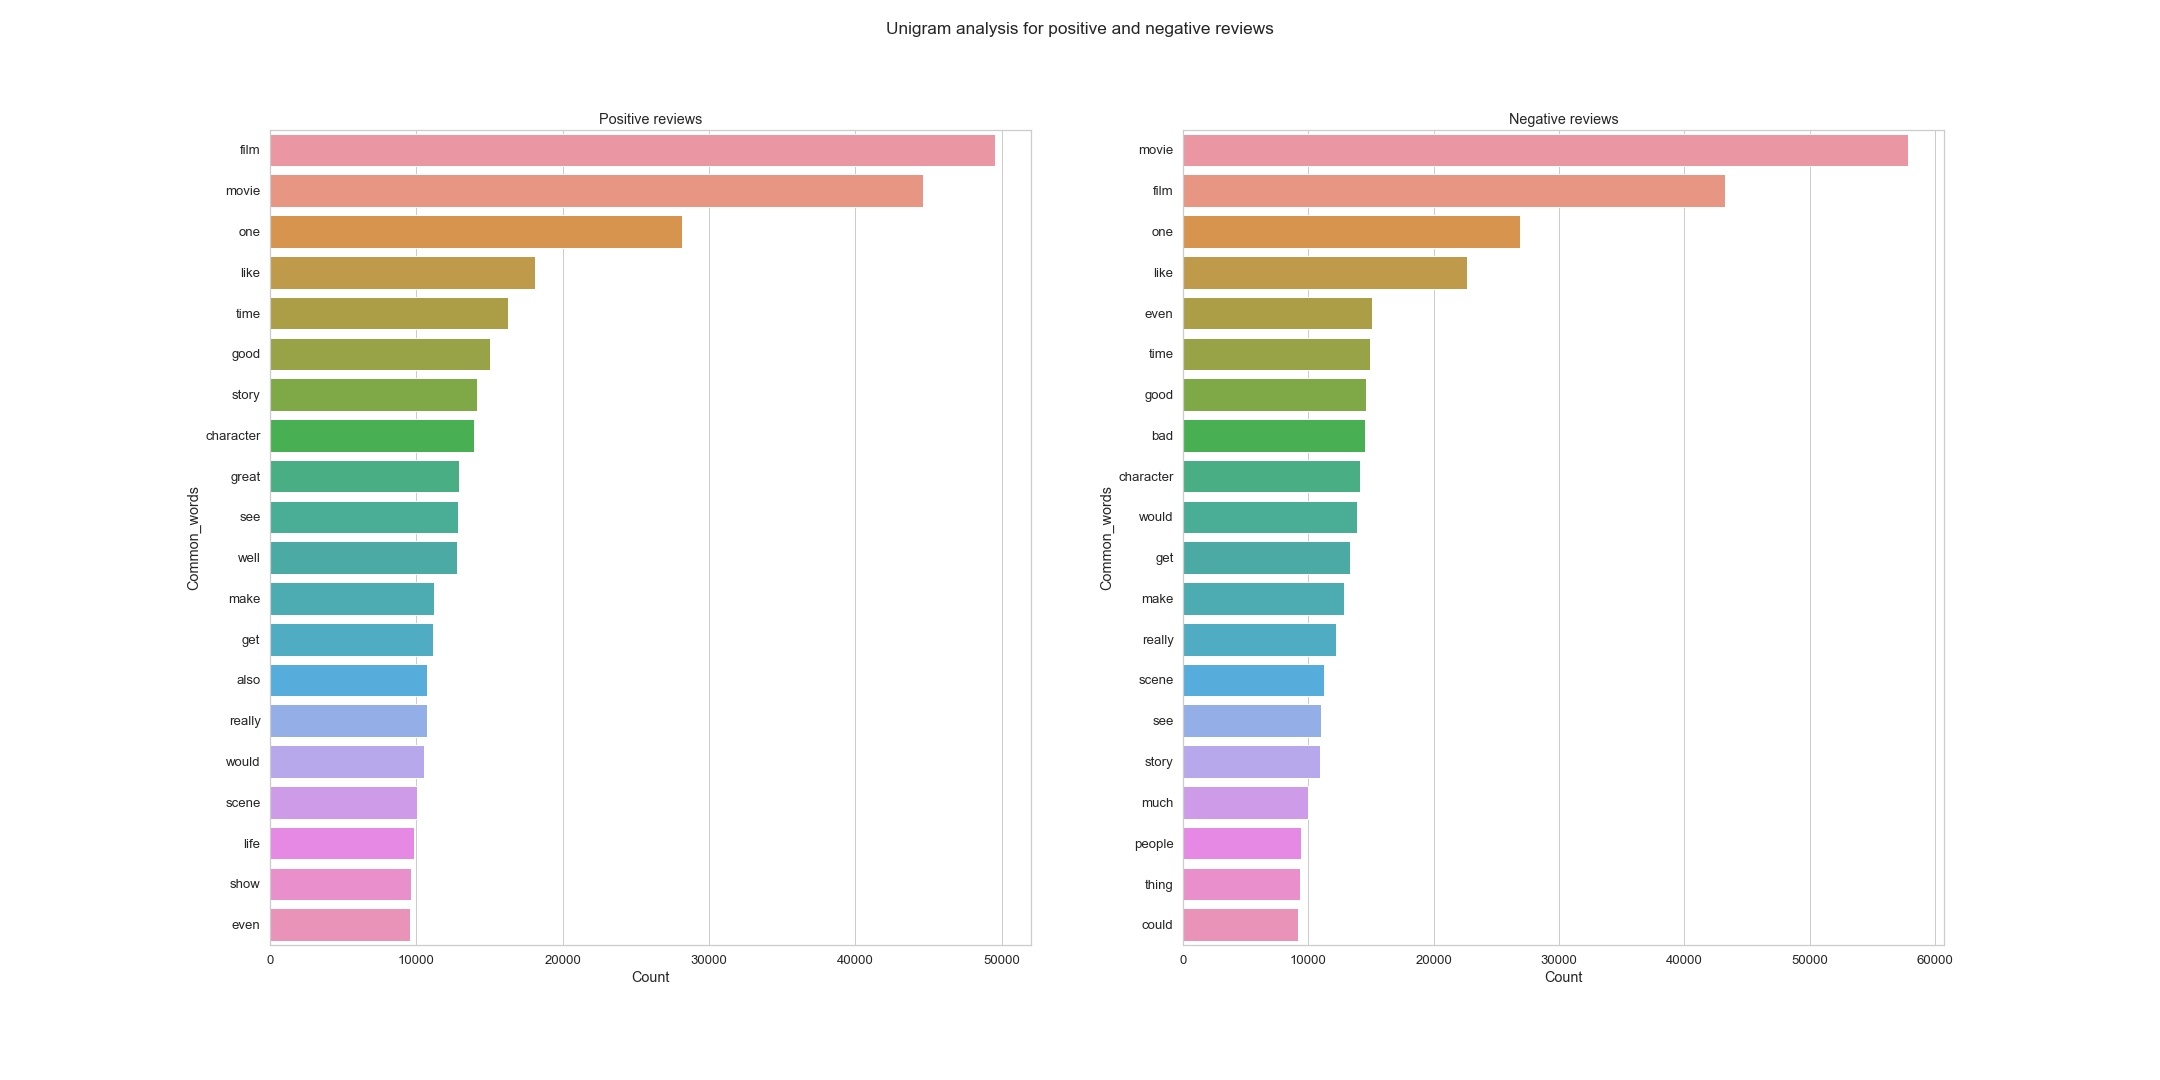 Unigram analysis for positive and negative reviews
Positive reviews
Common_words
film
movie
one
like
time
good
story
character
great
see
well
make
get
also
really
would
scene
life
show
even
0 10000 20000 30000 40000 50000
Count
Negative reviews
Common_words
movie
film
one
like
even
time
good
bad
character
would
get
make
really
scene
see
story
much
people
thing
could
0 10000 20000 30000 40000 50000 60000
Count